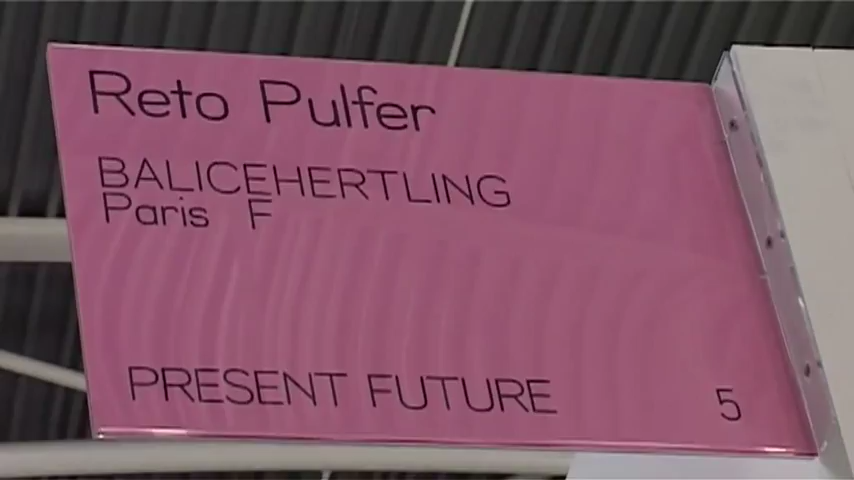 Reto Pulfer
BALICEHERTLING
Paris F
PRESENT FUTURE 5